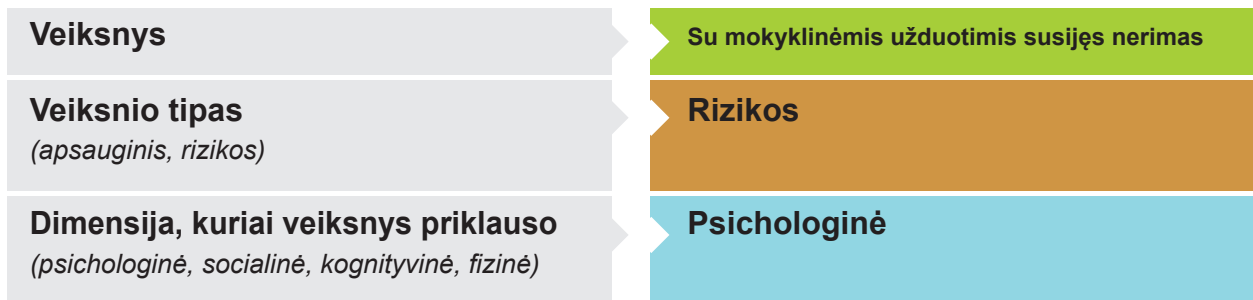 Veiksnys
Su mokyklinėmis užduotimis susijęs nerimas
Veiksnio tipas
(apsauginis, rizikos)
Rizikos
Dimensija, kuriai veiksnys priklauso
(psichologinė, socialinė, kognityvinė, fizinė)
Psichologinė